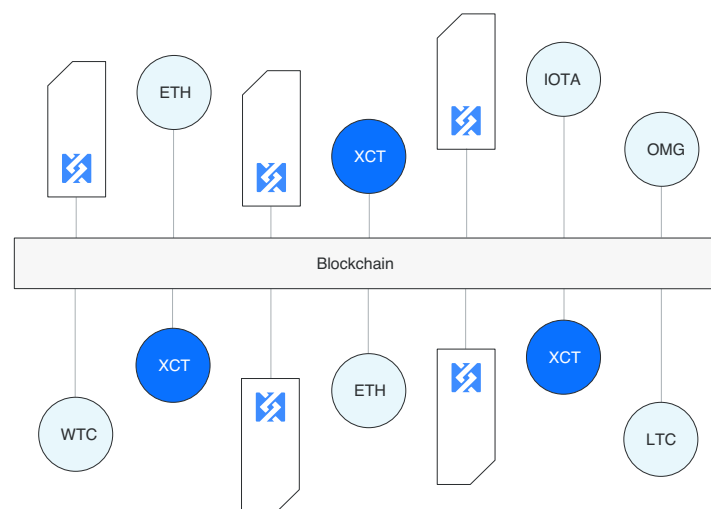 ETH
XCT
IOTA
OMG
Blockchain
WTC
XCT
ETH
XCT
LTC